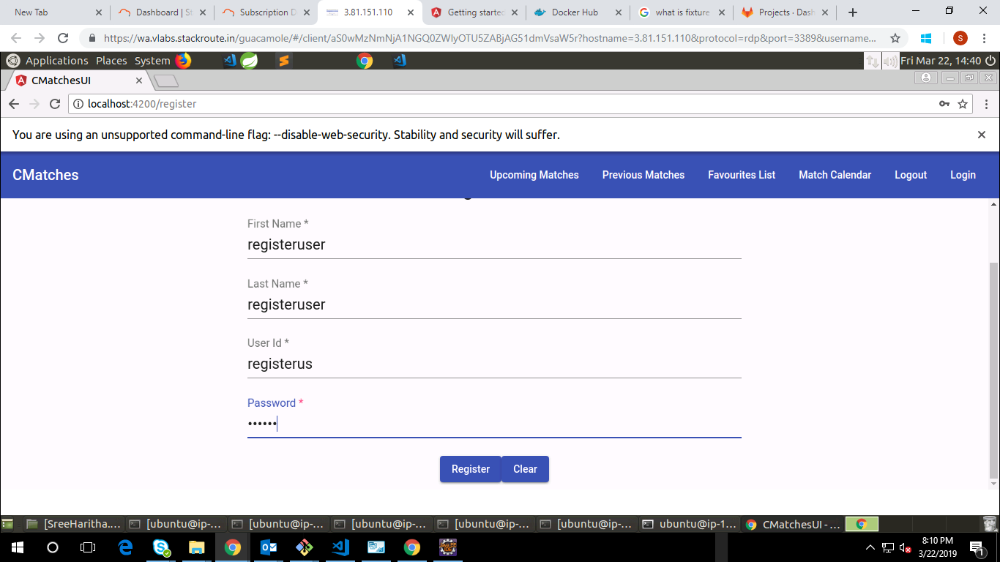 New Tab
Dashboard | St
Subscription D
3.81.151.110
Getting started
Docker Hub
what is fixture
Projects · Dash
https://wa.vlabs.stackroute.in/guacamole/#/client/aS0wMzNmNjA1NGQ0ZWIyOTU5ZABjAG51dmVsaW5r?hostname=3.81.151.110&protocol=rdp&port=3389&username...
S
Applications Places System
Fri Mar 22, 14:40
CMatchesUI
localhost:4200/register
You are using an unsupported command-line flag: --disable-web-security. Stability and security will suffer.
CMatches
Upcoming Matches
Previous Matches
Favourites List
Match Calendar
Logout
Login
First Name *
registeruser
Last Name *
registeruser
User Id *
registerus
Password *
••••••
Register
Clear
[SreeHaritha....
[ubuntu@ip-...
[ubuntu@ip-...
[ubuntu@ip-...
[ubuntu@ip-...
[ubuntu@ip-...
ubuntu@ip-1...
CMatchesUI - ...
8:10 PM
3/22/2019
1